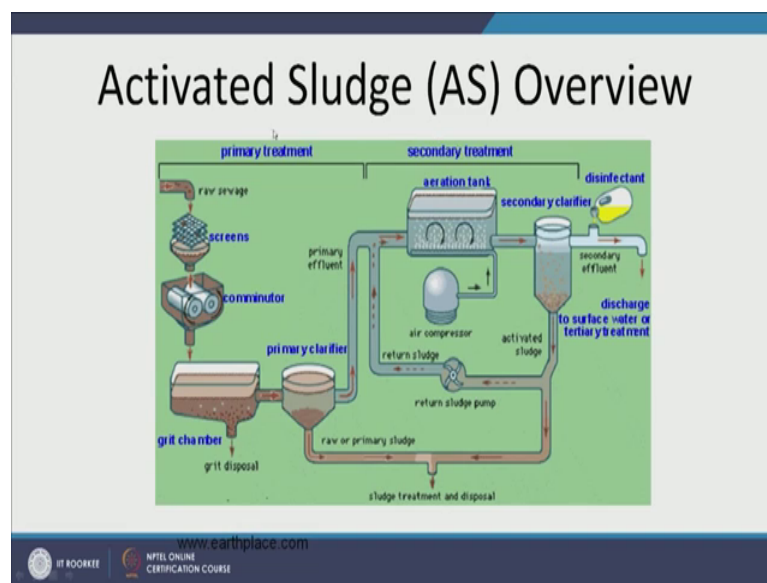 Activated Sludge (AS) Overview
primary treatment
secondary treatment
raw sewage
screens
comminutor
grit chamber
grit disposal
primary clarifier
primary
effluent
raw or primary sludge
aeration tank
air compressor
return sludge
return sludge pump
activated
sludge
secondary clarifier
disinfectant
secondary
effluent
discharge
to surface water or
tertiary treatment
sludge treatment and disposal
www.earthplace.com
IIT ROORKEE
NPTEL ONLINE
CERTIFICATION COURSE